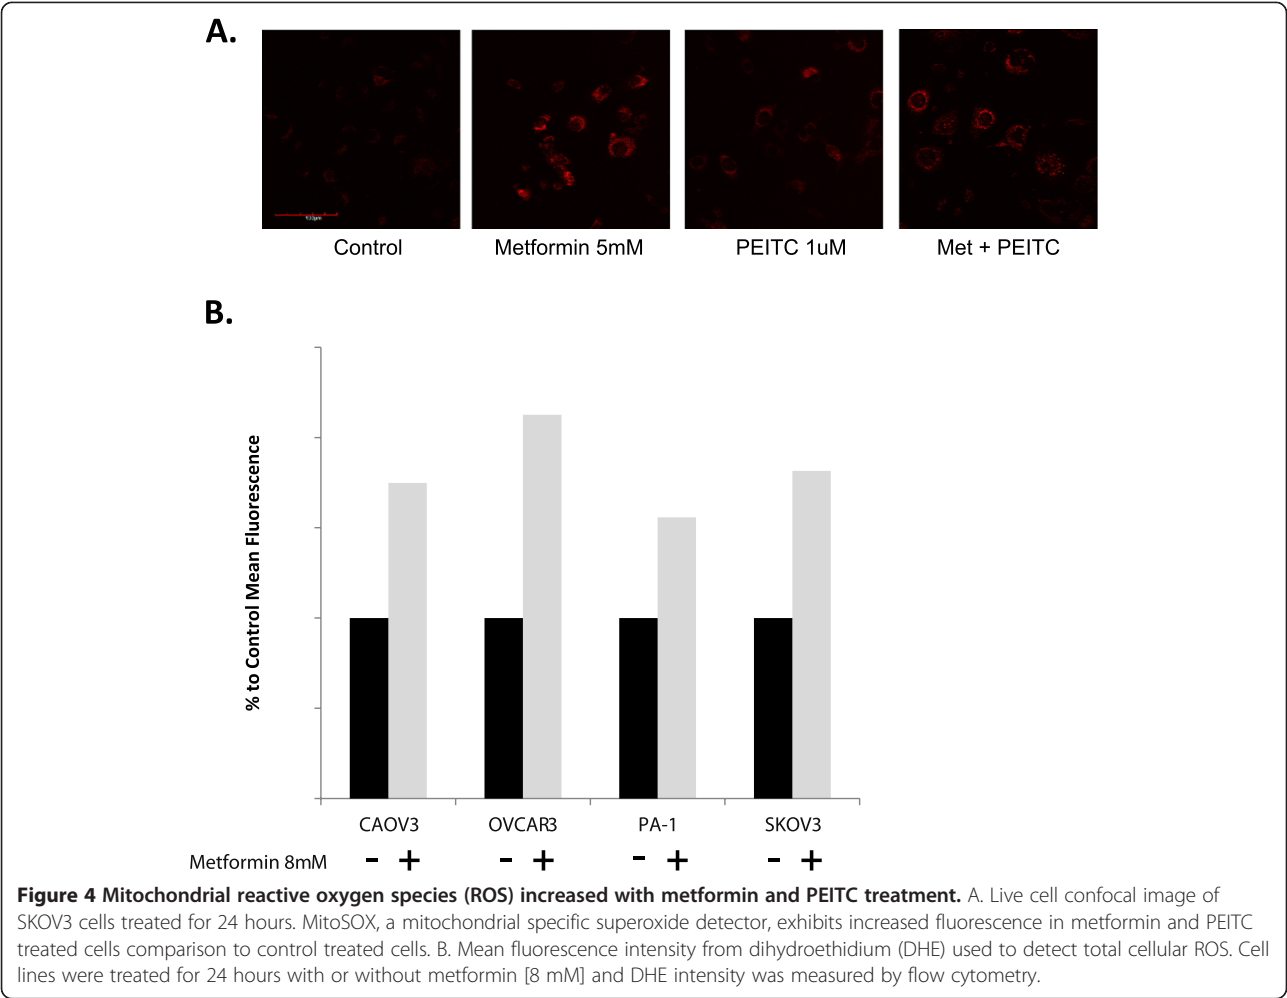 A.
Control
Metformin 5mM
PEITC 1uM
Met + PEITC
B.
% to Control Mean Fluorescence
CAOV3
OVCAR3
PA-1
SKOV3
Metformin 8mM
- +
- +
- +
- +
Figure 4 Mitochondrial reactive oxygen species (ROS) increased with metformin and PEITC treatment. A. Live cell confocal image of
SKOV3 cells treated for 24 hours. MitoSOX, a mitochondrial specific superoxide detector, exhibits increased fluorescence in metformin and PEITC
treated cells comparison to control treated cells. B. Mean fluorescence intensity from dihydroethidium (DHE) used to detect total cellular ROS. Cell
lines were treated for 24 hours with or without metformin [8 mM] and DHE intensity was measured by flow cytometry.